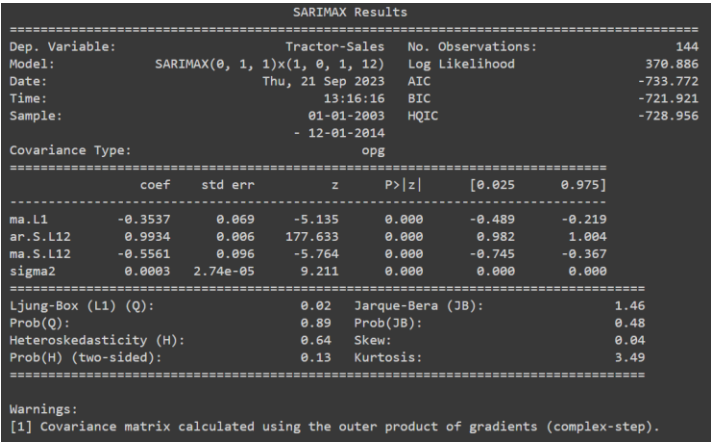 SARIMAX Results
==========================================================================================
Dep. Variable: Tractor-Sales No. Observations: 144
Model: SARIMAX(0, 1, 1)x(1, 0, 1, 12) Log Likelihood 370.886
Date: Thu, 21 Sep 2023 AIC -733.772
Time: 13:16:16 BIC -721.921
Sample: 01-01-2003 HQIC -728.956
- 12-01-2014
Covariance Type: opg
==============================================================================
coef std err z P>|z| [0.025 0.975]
------------------------------------------------------------------------------
ma.L1 -0.3537 0.069 -5.135 0.000 -0.489 -0.219
ar.S.L12 0.9934 0.006 177.633 0.000 0.982 1.004
ma.S.L12 -0.5561 0.096 -5.764 0.000 -0.745 -0.367
sigma2 0.0003 2.74e-05 9.211 0.000 0.000 0.000
===================================================================================
Ljung-Box (L1) (Q): 0.02 Jarque-Bera (JB): 1.46
Prob(Q): 0.89 Prob(JB): 0.48
Heteroskedasticity (H): 0.64 Skew: 0.04
Prob(H) (two-sided): 0.13 Kurtosis: 3.49
===================================================================================
Warnings:
[1] Covariance matrix calculated using the outer product of gradients (complex-step).